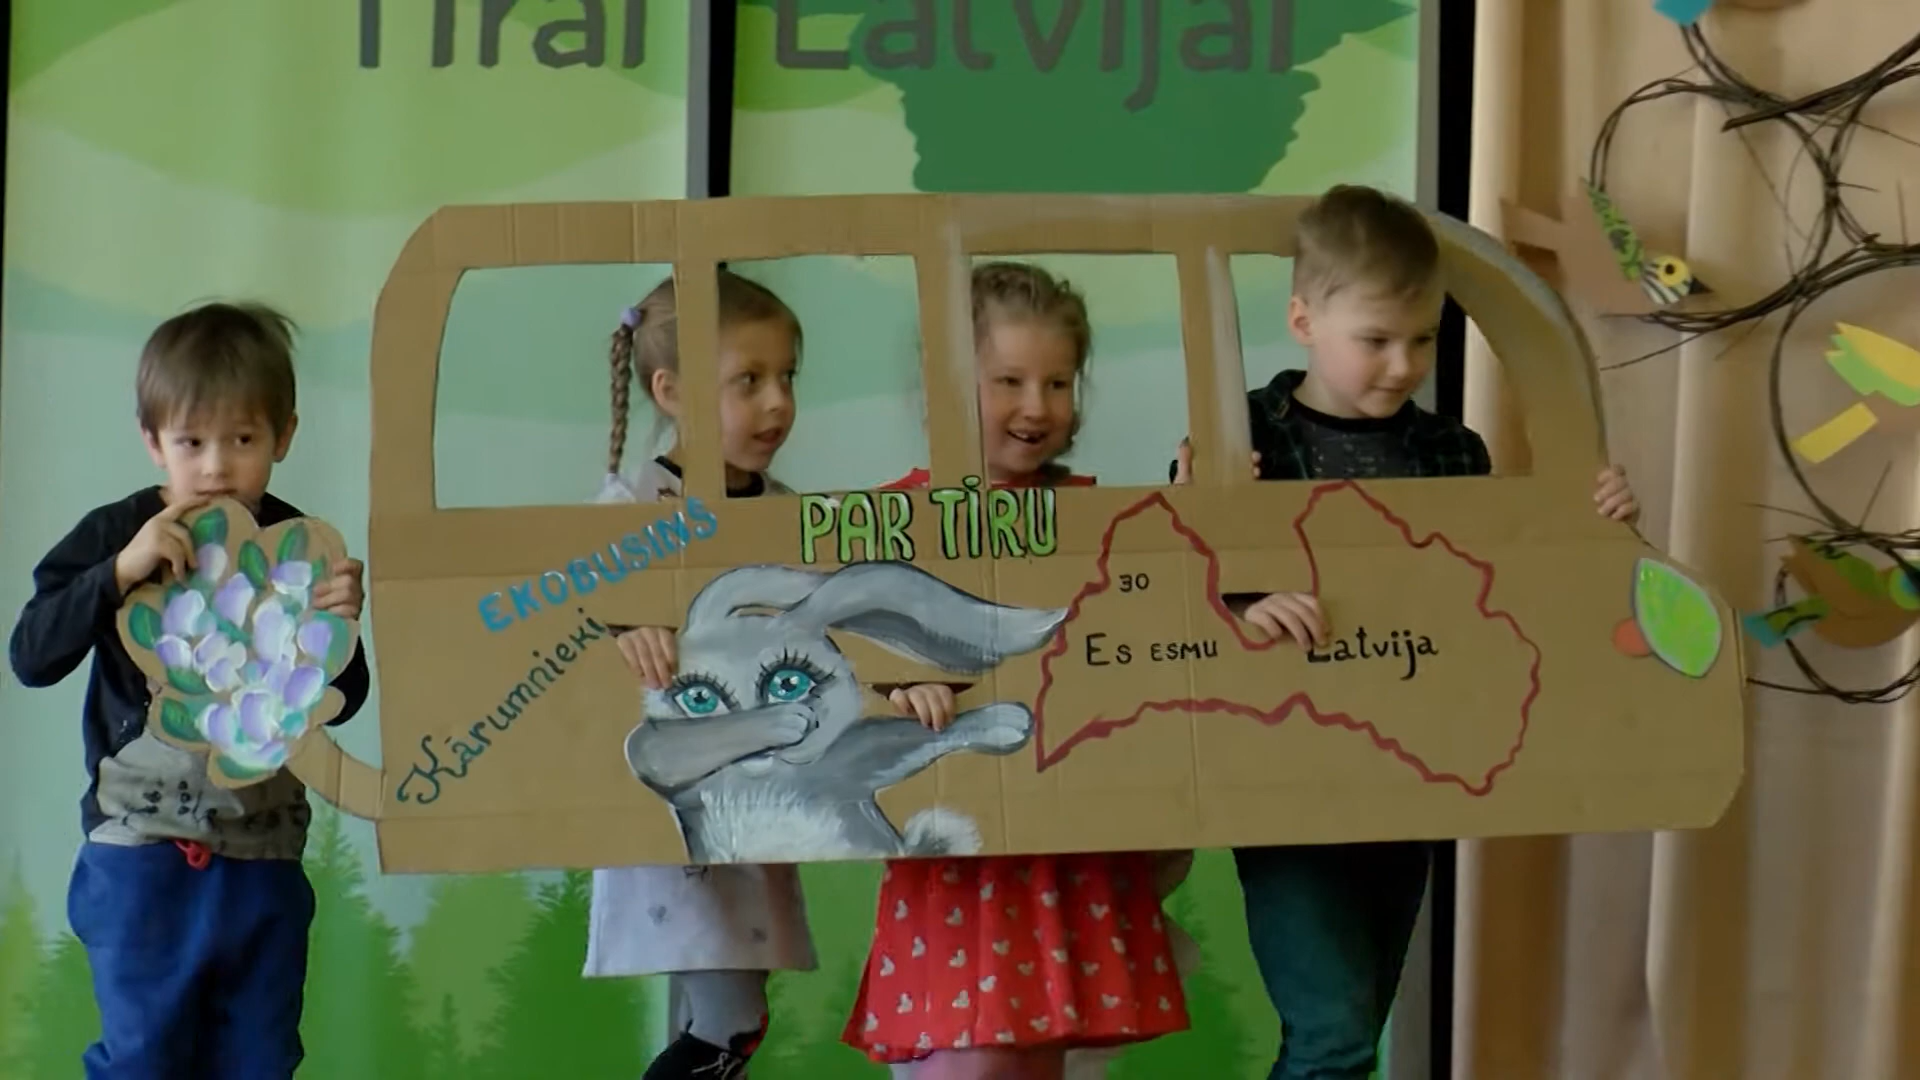 Tīrai Latvijai
EKOBUSIŅŠ
PAR TĪRU
Kārumnieki
30
Es esmu Latvija